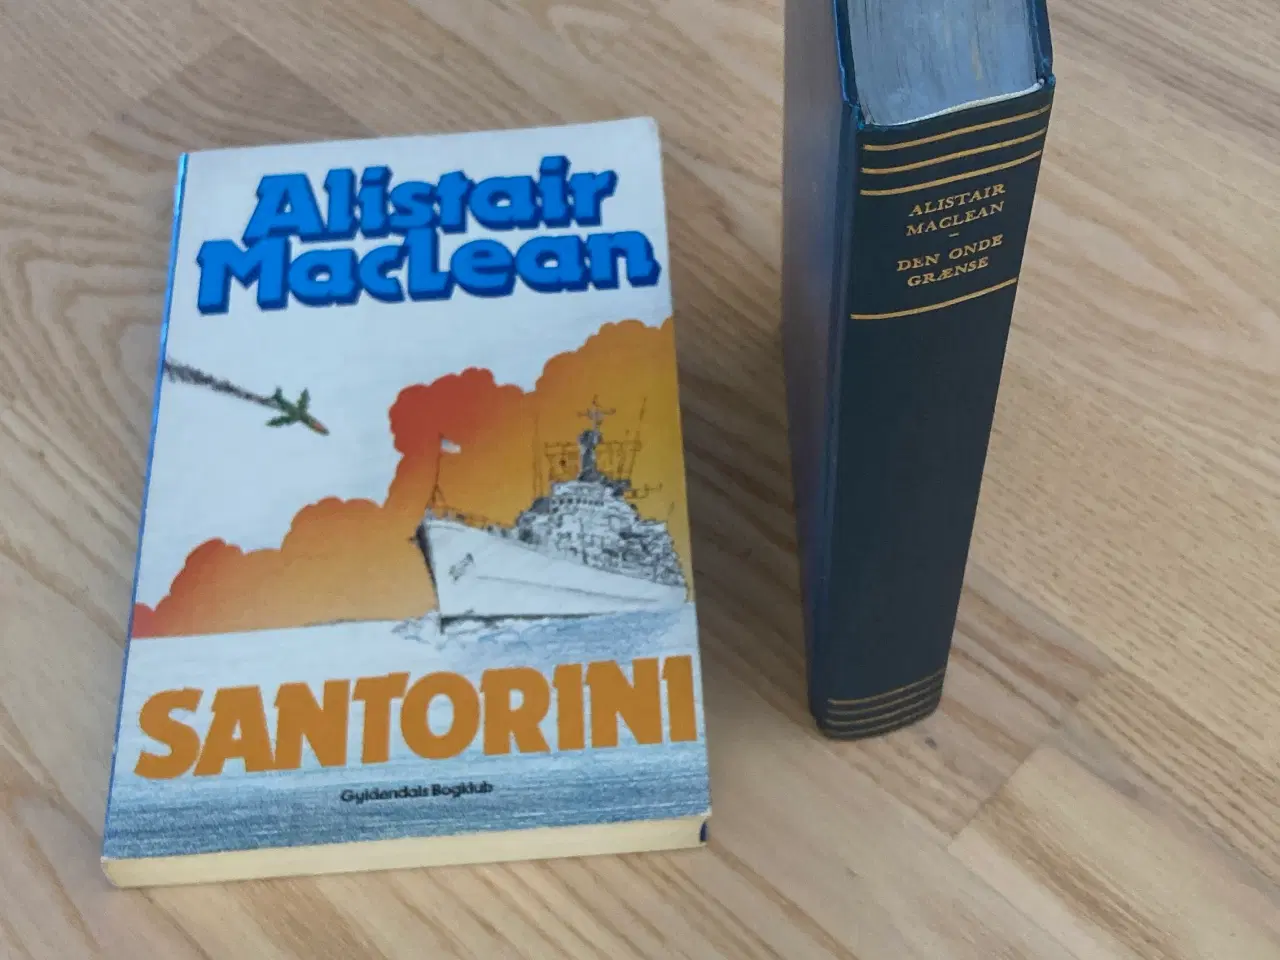 Alistair
MacLean
SANTORINI
Gyldendals Bogklub
ALISTAIR
MACLEAN
–
DEN ONDE
GRÆNSE